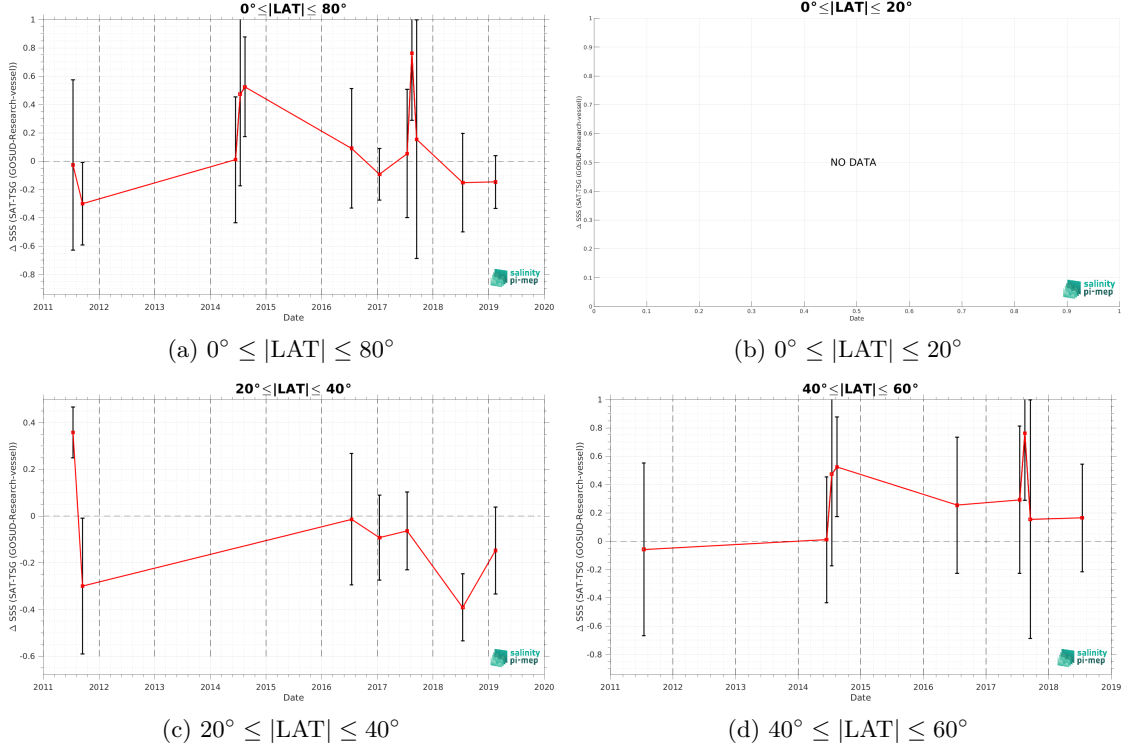 0°≤|LAT|≤ 80°
Δ SSS (SAT-TSG (GOSUD-Research-vessel))
1
0.8
0.6
0.4
0.2
0
-0.2
-0.4
-0.6
-0.8
2011 2012 2013 2014 2015 2016 2017 2018 2019 2020
Date
salinity
pi-mep
(a) 0° ≤ |LAT| ≤ 80°
0°≤|LAT|≤ 20°
Δ SSS (SAT-TSG (GOSUD-Research-vessel))
1
0.9
0.8
0.7
0.6
0.5
0.4
0.3
0.2
0.1
0
NO DATA
0 0.1 0.2 0.3 0.4 0.5 0.6 0.7 0.8 0.9 1
Date
salinity
pi-mep
(b) 0° ≤ |LAT| ≤ 20°
20°≤|LAT|≤ 40°
Δ SSS (SAT-TSG (GOSUD-Research-vessel))
0.4
0.2
0
-0.2
-0.4
-0.6
2011 2012 2013 2014 2015 2016 2017 2018 2019 2020
Date
salinity
pi-mep
(c) 20° ≤ |LAT| ≤ 40°
40°≤|LAT|≤ 60°
Δ SSS (SAT-TSG (GOSUD-Research-vessel))
1
0.8
0.6
0.4
0.2
0
-0.2
-0.4
-0.6
-0.8
2011 2012 2013 2014 2015 2016 2017 2018 2019
Date
salinity
pi-mep
(d) 40° ≤ |LAT| ≤ 60°